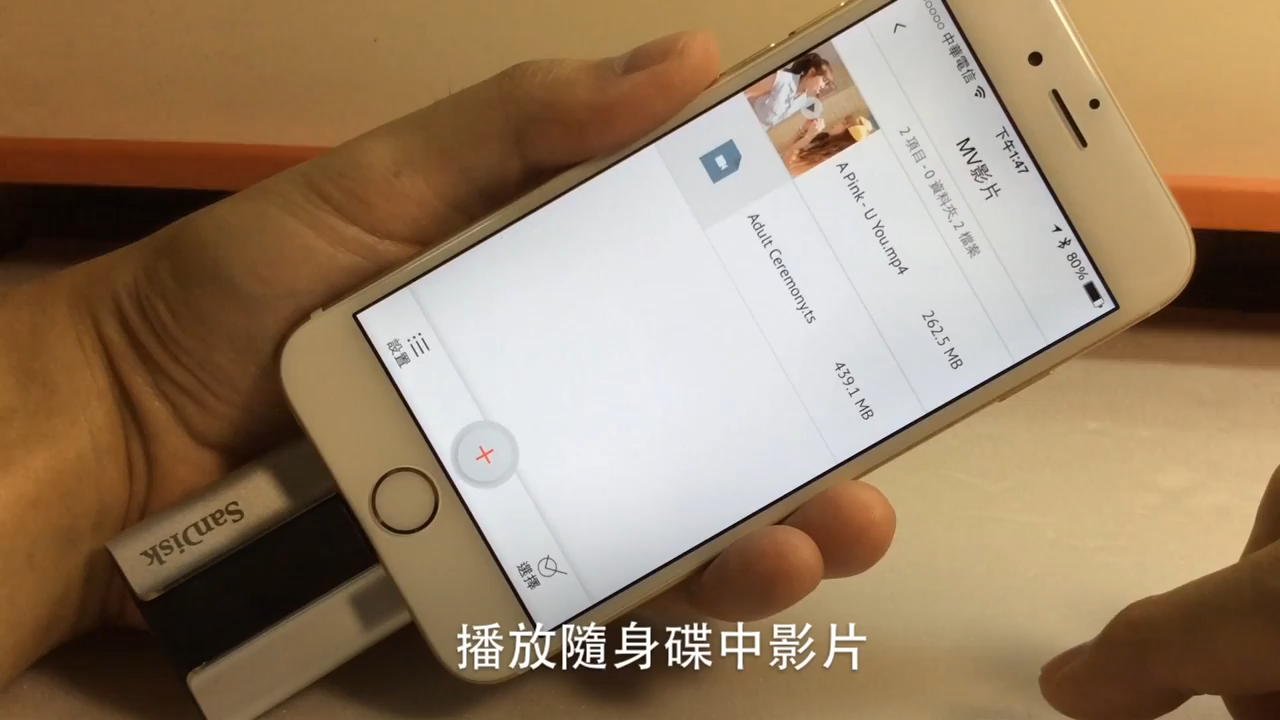 中華電信
下午1:47
80%
MV影片
2 項目 - 0 資料夾, 2 檔案
A Pink - U You.mp4
262.5 MB
Adult Ceremony.ts
439.1 MB
設置
+
選擇
SanDisk
播放隨身碟中影片